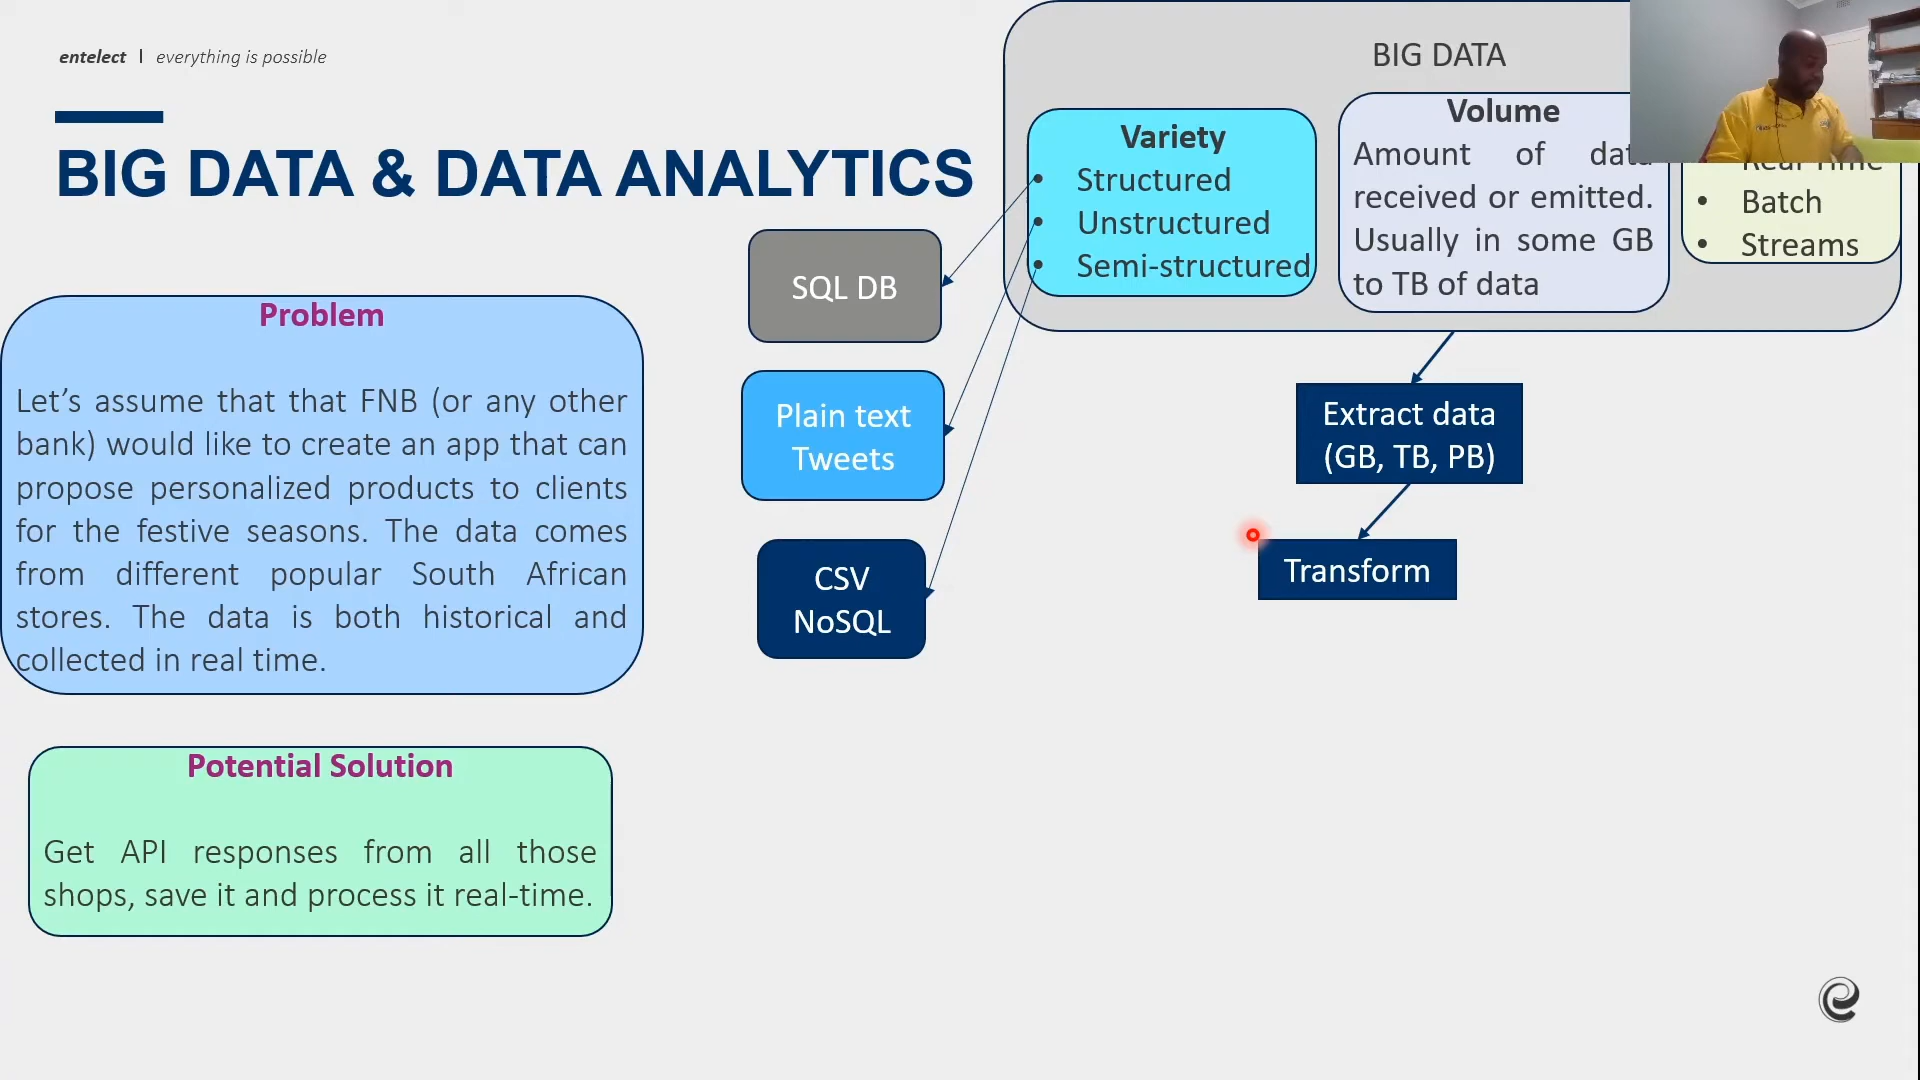 entelect | everything is possible
BIG DATA & DATA ANALYTICS
Problem
Let’s assume that that FNB (or any other
bank) would like to create an app that can
propose personalized products to clients
for the festive seasons. The data comes
from different popular South African
stores. The data is both historical and
collected in real time.
Potential Solution
Get API responses from all those
shops, save it and process it real-time.
SQL DB
Plain text
Tweets
CSV
NoSQL
BIG DATA
Variety
• Structured
• Unstructured
• Semi-structured
Volume
Amount of data
received or emitted.
Usually in some GB
to TB of data
Real Time
• Batch
• Streams
Extract data
(GB, TB, PB)
Transform